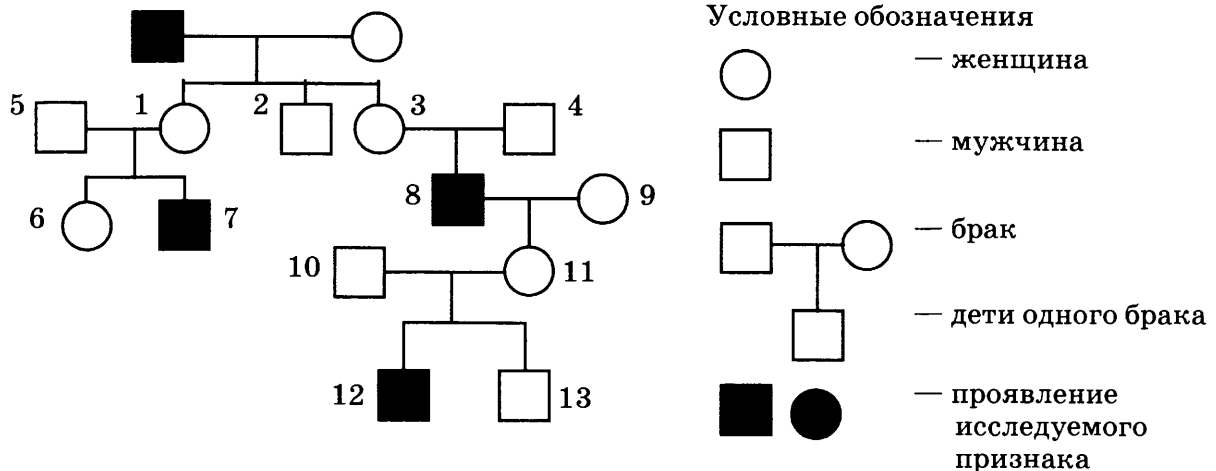 Условные обозначения
— женщина
— мужчина
— брак
— дети одного брака
— проявление
исследуемого
признака
5 1 2 3 4
6 7 8 9
10 11
12 13